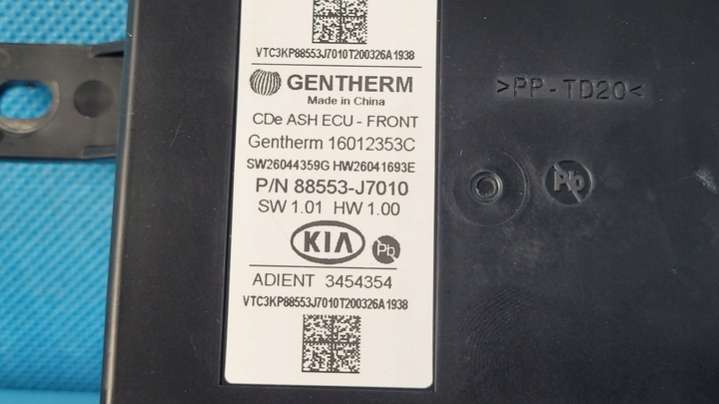 VTC3KP88553J7010T200326A1938
GENTHERM
Made in China
CDe ASH ECU - FRONT
Gentherm 16012353C
SW26044359G HW26041693E
P/N 88553-J7010
SW 1.01 HW 1.00
KIA Pb
ADIENT 3454354
VTC3KP88553J7010T200326A1938
>PP-TD20<
Pb